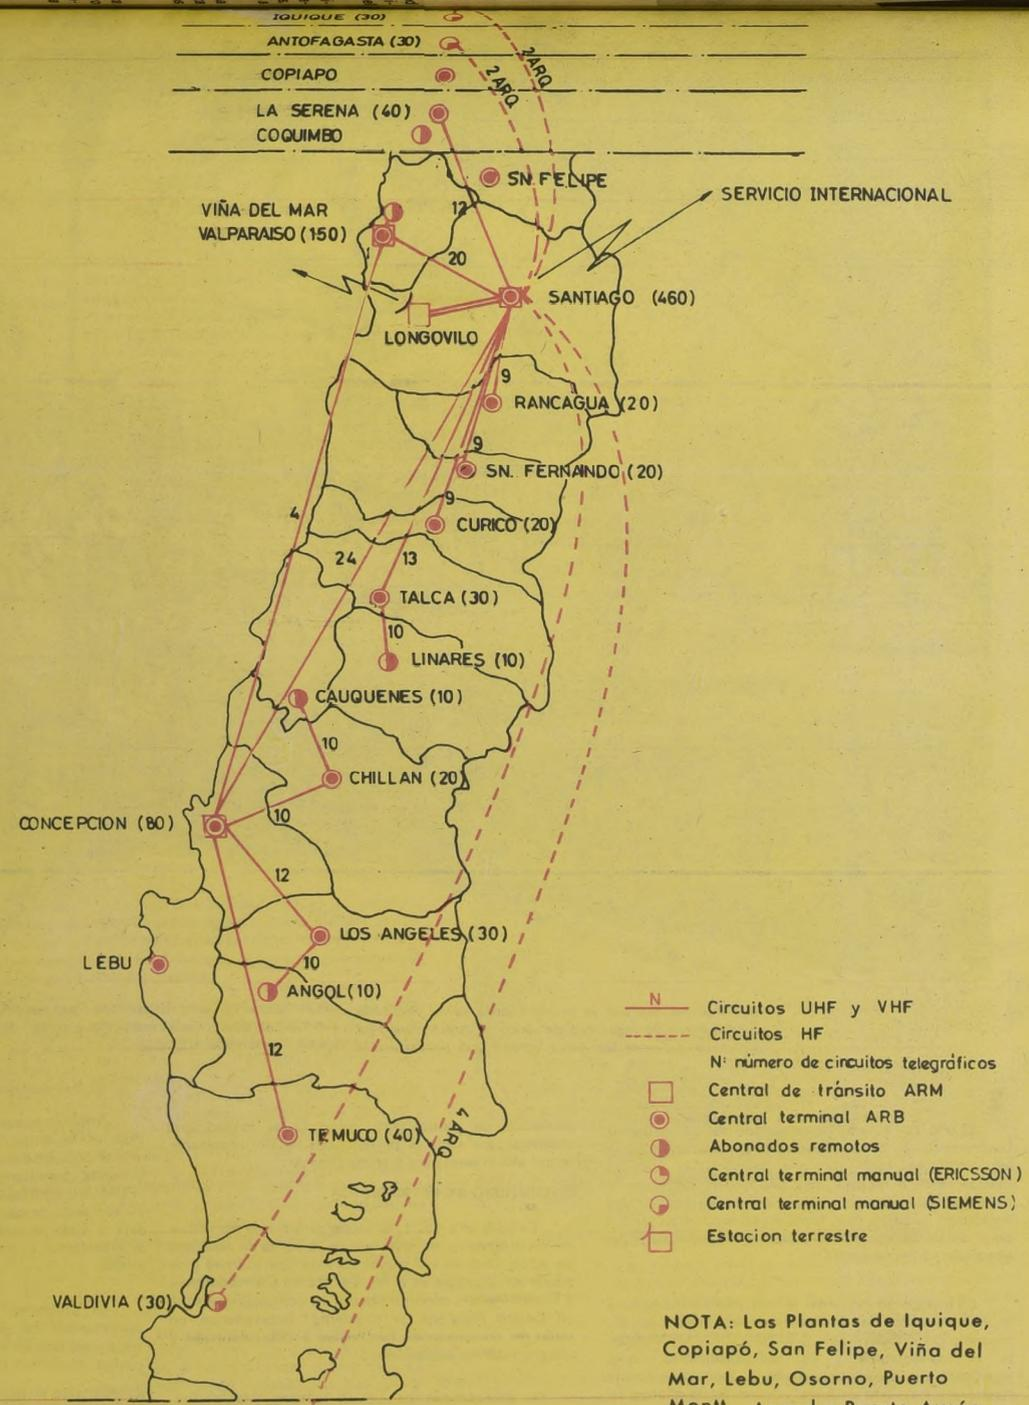 IQUIQUE (30)
ANTOFAGASTA (30)
2 ARQ
2 ARQ
COPIAPO
LA SERENA (40)
COQUIMBO
SN FELIPE
SERVICIO INTERNACIONAL
VIÑA DEL MAR
VALPARAISO (150)
12
20
SANTIAGO (460)
LONGOVILO
9
RANCAGUA (20)
9
SN. FERNANDO (20)
9
CURICO (20)
4
24
13
TALCA (30)
10
LINARES (10)
CAUQUENES (10)
10
CHILLAN (20)
CONCEPCION (80)
10
12
LOS ANGELES (30)
LEBU
10
ANGOL (10)
12
TEMUCO (40)
4 ARQ
VALDIVIA (30)
N
Circuitos UHF y VHF
Circuitos HF
N: número de circuitos telegráficos
Central de tránsito ARM
Central terminal ARB
Abonados remotos
Central terminal manual (ERICSSON)
Central terminal manual (SIEMENS)
Estacion terrestre
NOTA: Las Plantas de Iquique,
Copiapó, San Felipe, Viña del
Mar, Lebu, Osorno, Puerto